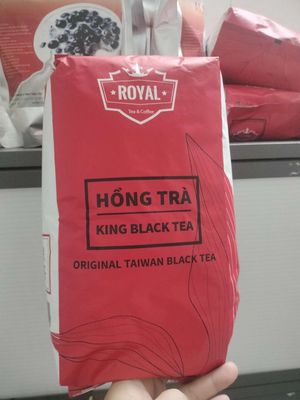 ROYAL
Tea & Coffee
HỒNG TRÀ
KING BLACK TEA
ORIGINAL TAIWAN BLACK TEA